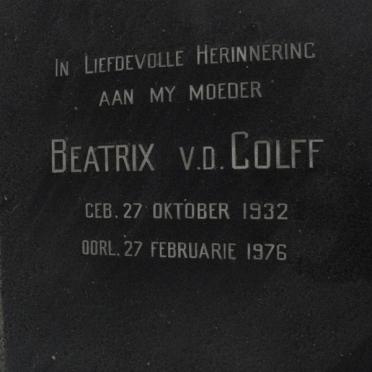 In Liefdevolle Herinnering
aan my moeder
Beatrix v.d. Colff
Geb. 27 Oktober 1932
Oorl. 27 Februarie 1976